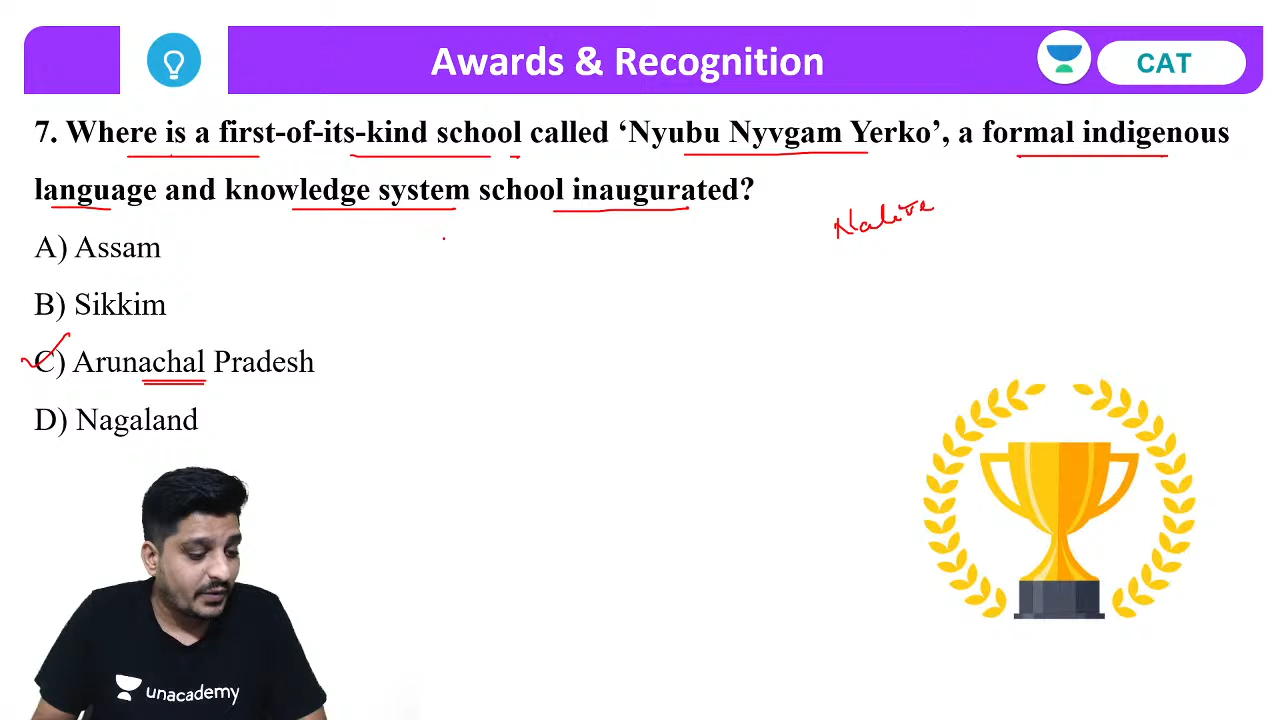 Awards & Recognition
CAT
7. Where is a first-of-its-kind school called ‘Nyubu Nyvgam Yerko’, a formal indigenous
language and knowledge system school inaugurated?
Native
A) Assam
B) Sikkim
C) Arunachal Pradesh
D) Nagaland
unacademy